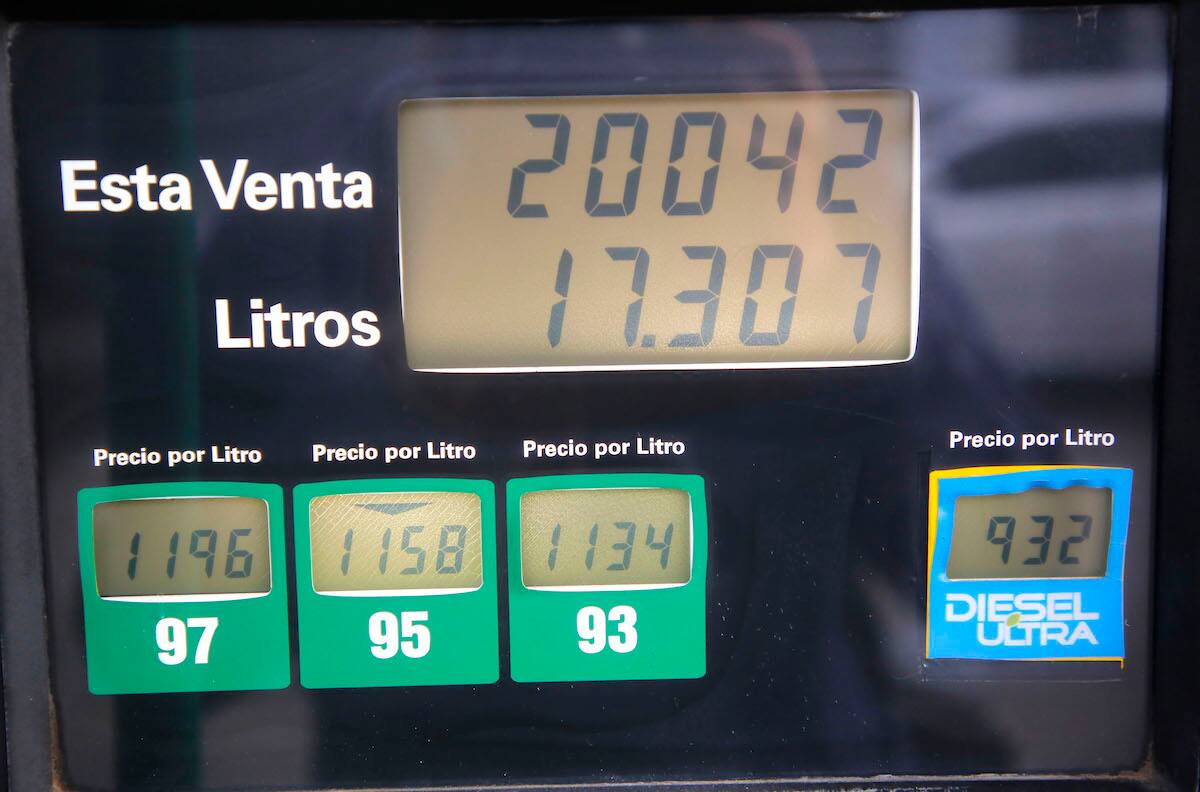 Esta Venta 20042
Litros 17.307
Precio por Litro Precio por Litro Precio por Litro Precio por Litro
1196 1158 1134 932
97 95 93 DIESEL
ULTRA